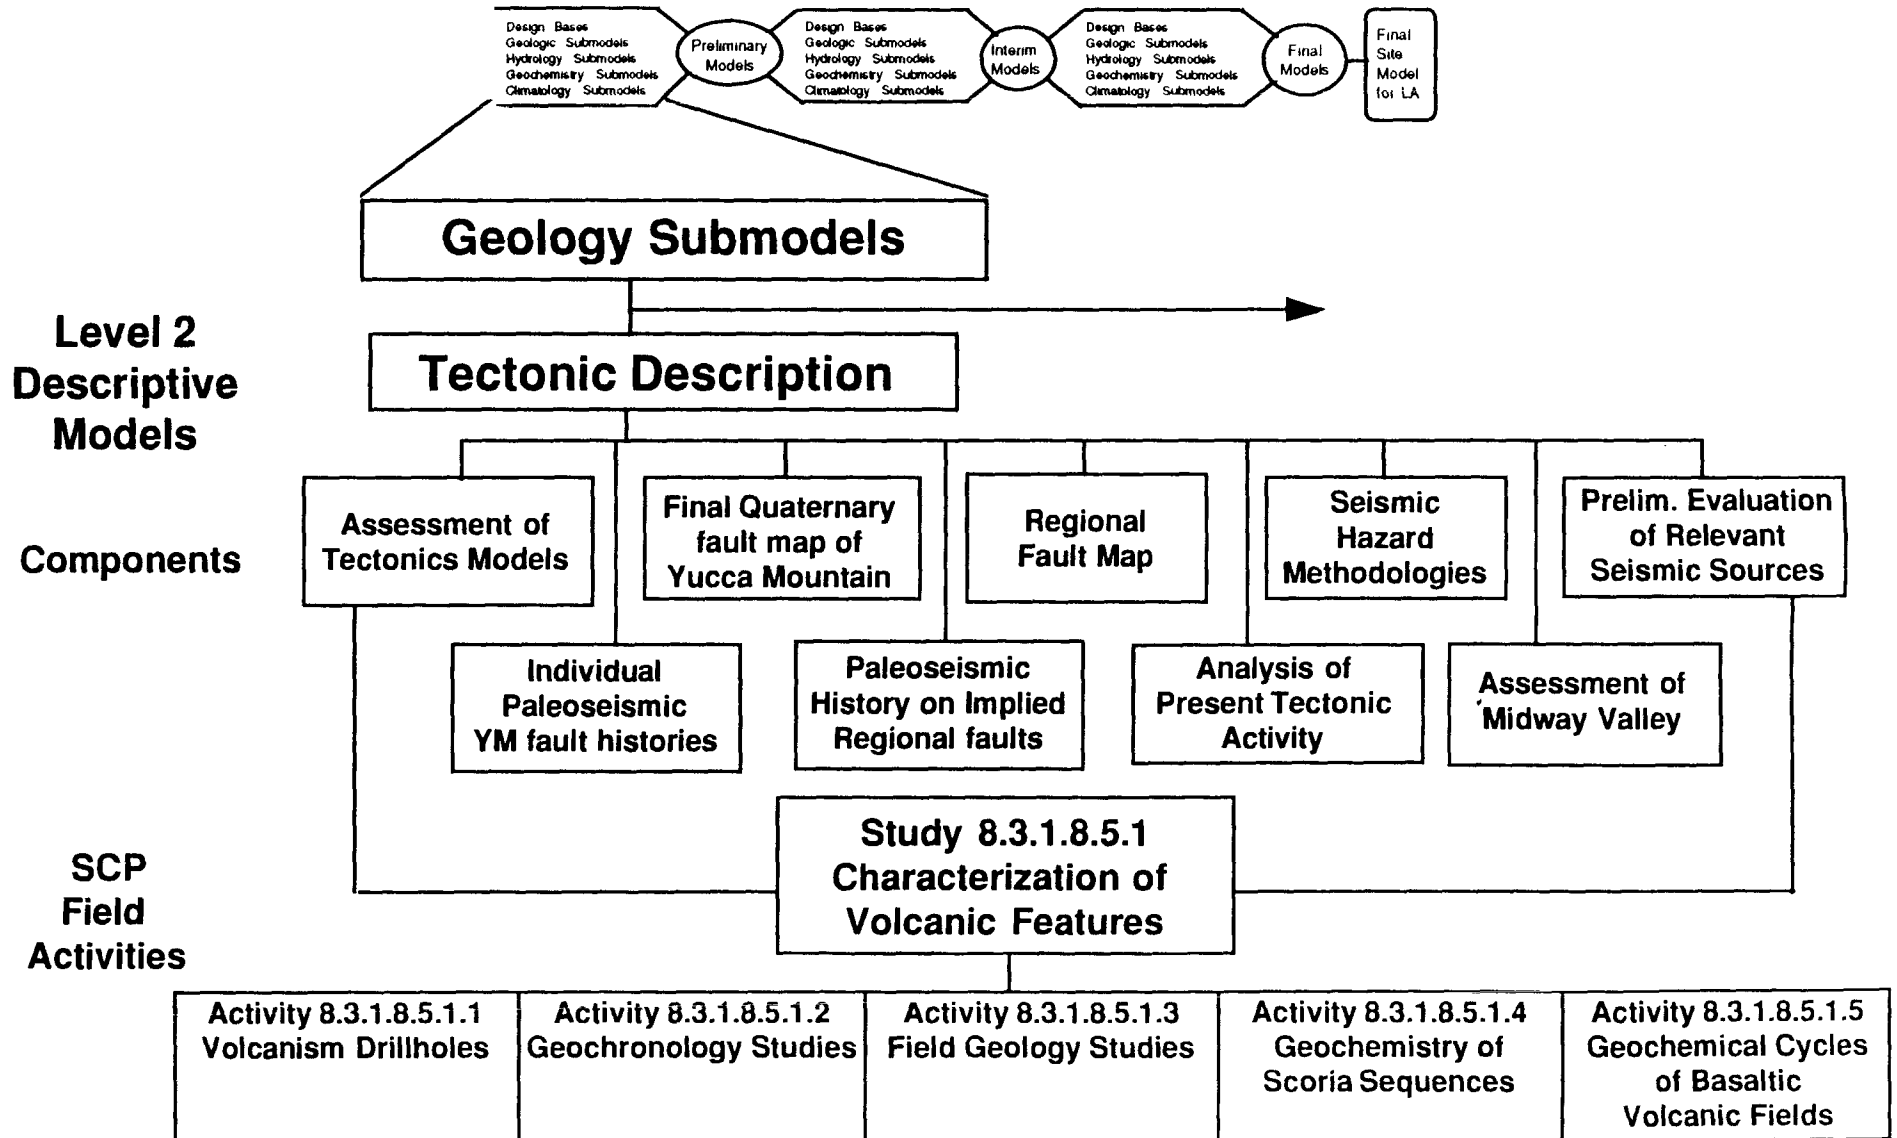 Design Bases
Geologic Submodels
Hydrology Submodels
Geochemistry Submodels
Climatology Submodels
Preliminary
Models
Design Bases
Geologic Submodels
Hydrology Submodels
Geochemistry Submodels
Climatology Submodels
Interim
Models
Design Bases
Geologic Submodels
Hydrology Submodels
Geochemistry Submodels
Climatology Submodels
Final
Models
Final
Site
Model
for LA
Geology Submodels
Level 2
Descriptive
Models
Tectonic Description
Components
Assessment of
Tectonics Models
Final Quaternary
fault map of
Yucca Mountain
Regional
Fault Map
Seismic
Hazard
Methodologies
Prelim. Evaluation
of Relevant
Seismic Sources
Individual
Paleoseismic
YM fault histories
Paleoseismic
History on Implied
Regional faults
Analysis of
Present Tectonic
Activity
Assessment of
Midway Valley
SCP
Field
Activities
Study 8.3.1.8.5.1
Characterization of
Volcanic Features
Activity 8.3.1.8.5.1.1
Volcanism Drillholes
Activity 8.3.1.8.5.1.2
Geochronology Studies
Activity 8.3.1.8.5.1.3
Field Geology Studies
Activity 8.3.1.8.5.1.4
Geochemistry of
Scoria Sequences
Activity 8.3.1.8.5.1.5
Geochemical Cycles
of Basaltic
Volcanic Fields